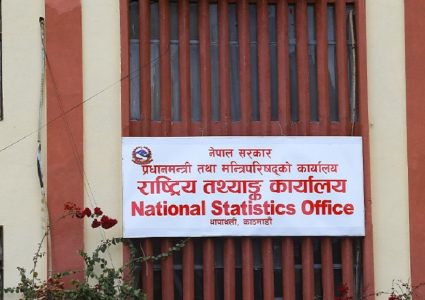 नेपाल सरकार
प्रधानमन्त्री तथा मन्त्रिपरिषद्को कार्यालय
राष्ट्रिय तथ्याङ्क कार्यालय
National Statistics Office
थापाथली, काठमाडौं